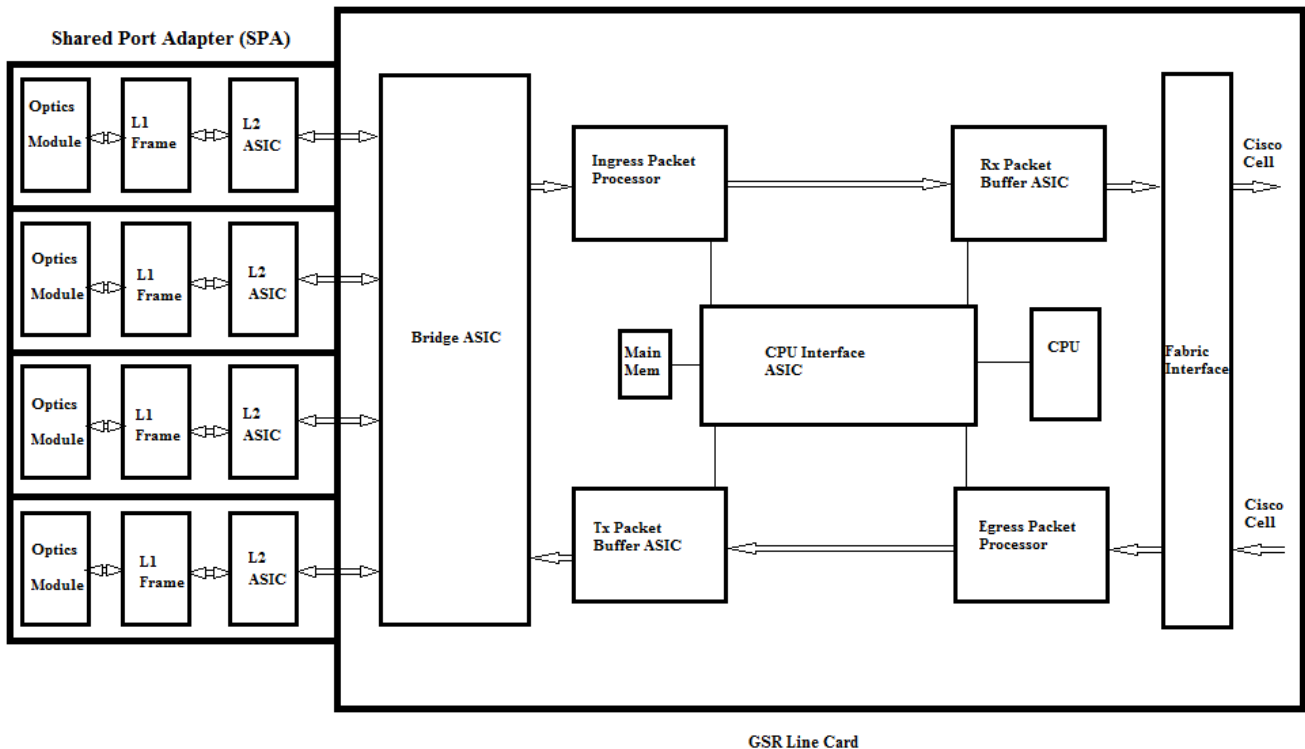 Shared Port Adapter (SPA)
Optics
Module
L1
Frame
L2
ASIC
Optics
Module
L1
Frame
L2
ASIC
Optics
Module
L1
Frame
L2
ASIC
Optics
Module
L1
Frame
L2
ASIC
Bridge ASIC
Ingress Packet
Processor
Rx Packet
Buffer ASIC
Main
Mem
CPU Interface
ASIC
CPU
Tx Packet
Buffer ASIC
Egress Packet
Processor
Fabric
Interface
Cisco
Cell
Cisco
Cell
GSR Line Card